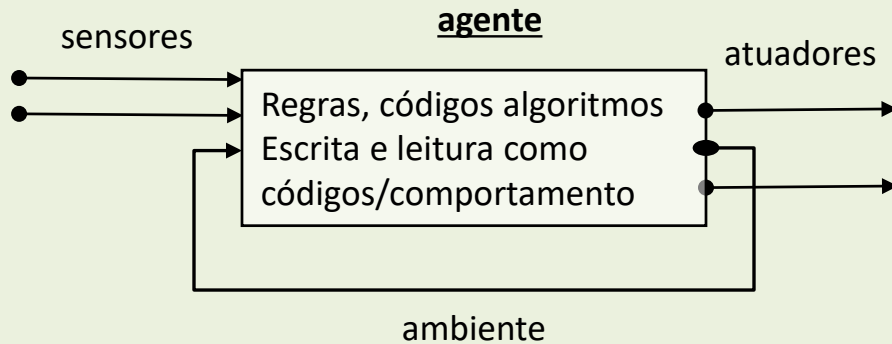 agente
sensores
atuadores
Regras, códigos algoritmos
Escrita e leitura como
códigos/comportamento
ambiente